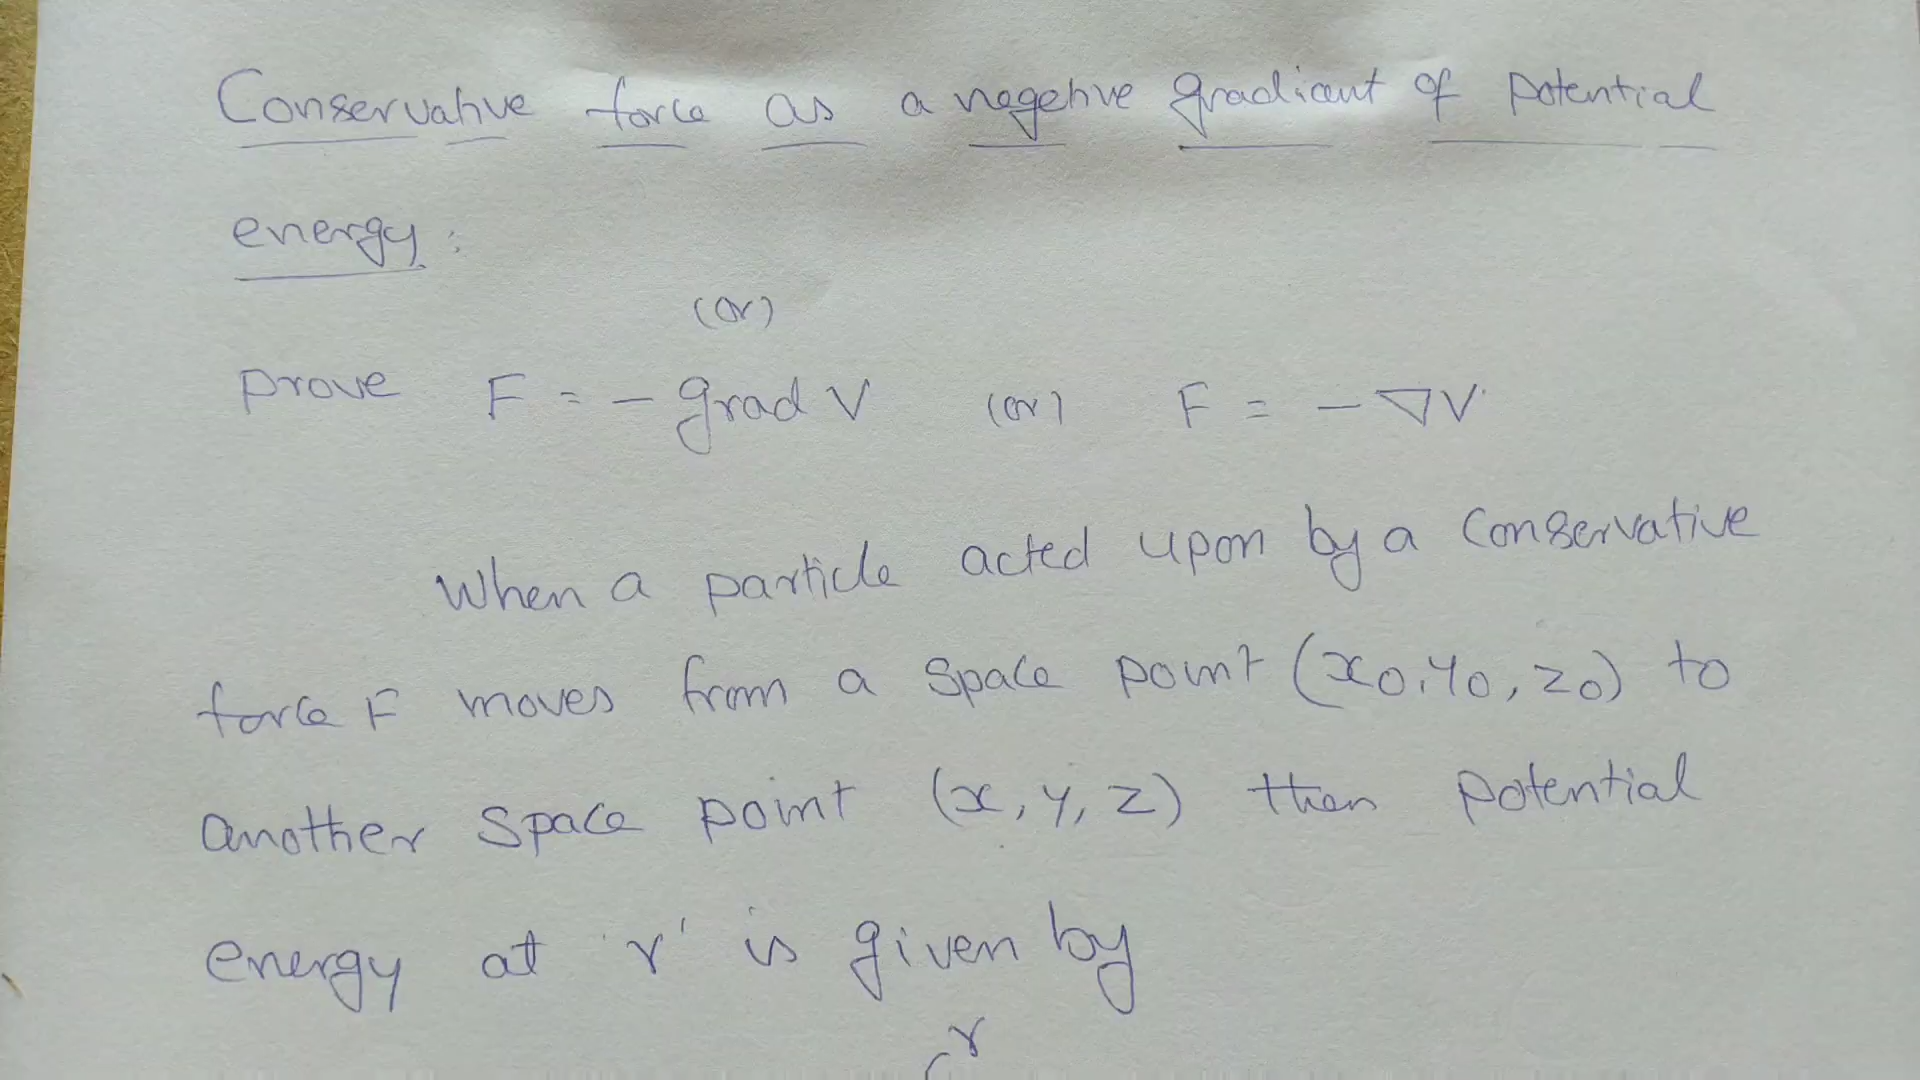 Conservative force as a negetive gradient of potential
energy:
(or)
prove F = - grad V (or) F = - ∇V
When a particle acted upon by a conservative
force F moves from a space point (x0, y0, z0) to
another space point (x, y, z) then potential
energy at 'r' is given by
r